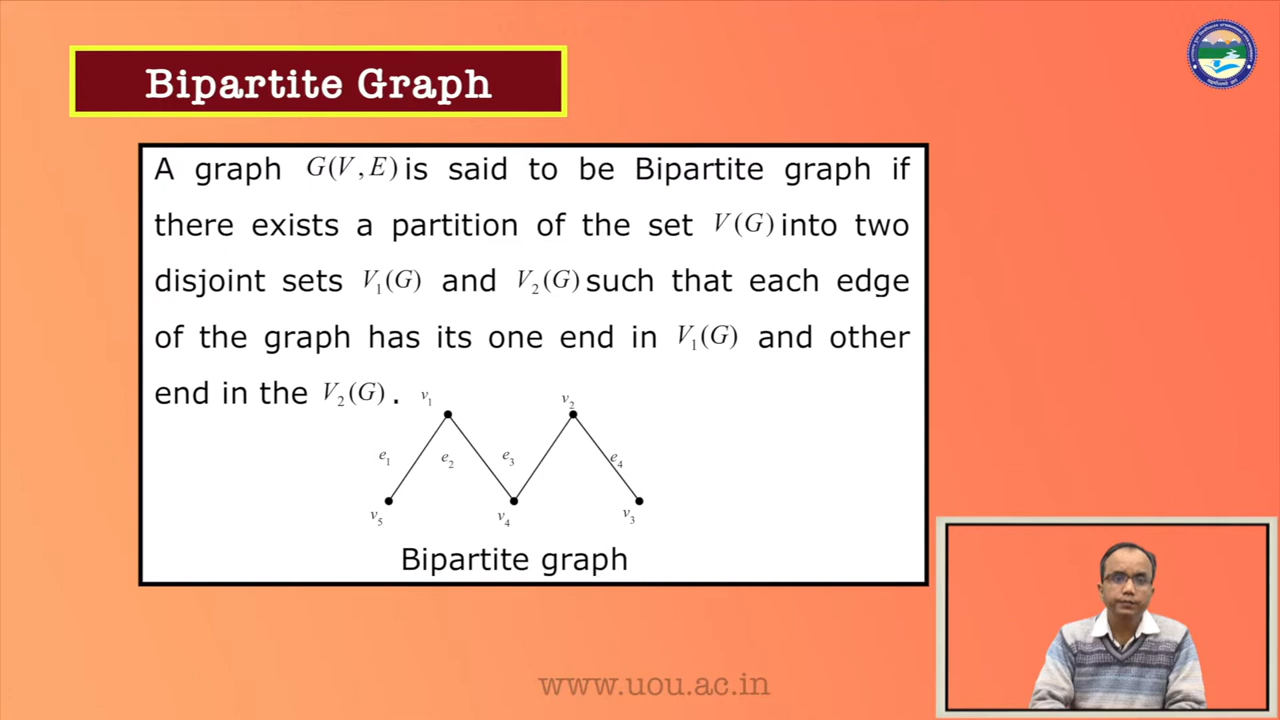 Bipartite Graph
A graph G(V,E) is said to be Bipartite graph if
there exists a partition of the set V(G) into two
disjoint sets V₁(G) and V₂(G) such that each edge
of the graph has its one end in V₁(G) and other
end in the V₂(G).
v₁ v₂
e₁ e₂ e₃ e₄
v₅ v₄ v₃
Bipartite graph
www.uou.ac.in